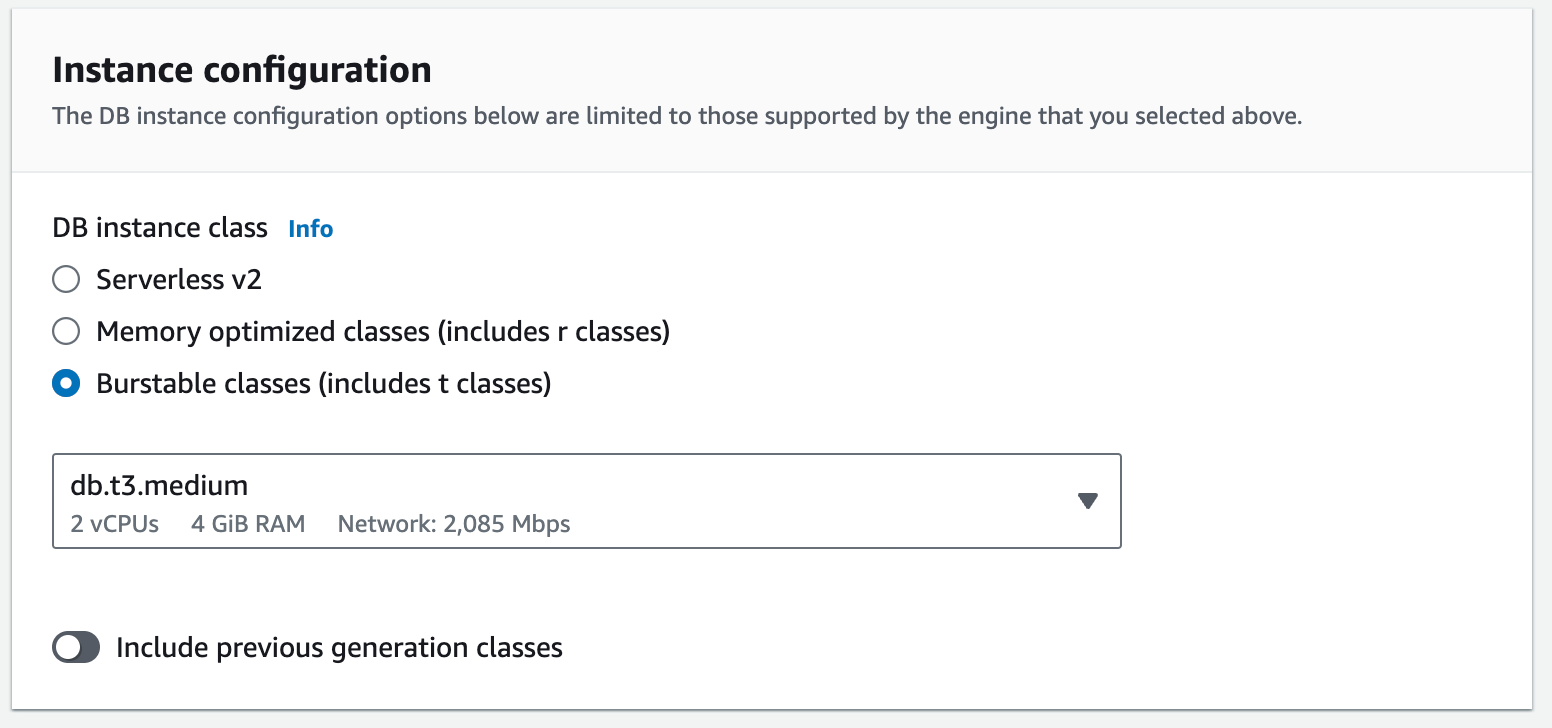 Instance configuration
The DB instance configuration options below are limited to those supported by the engine that you selected above.
DB instance class Info
Serverless v2
Memory optimized classes (includes r classes)
Burstable classes (includes t classes)
db.t3.medium
2 vCPUs 4 GiB RAM Network: 2,085 Mbps
Include previous generation classes